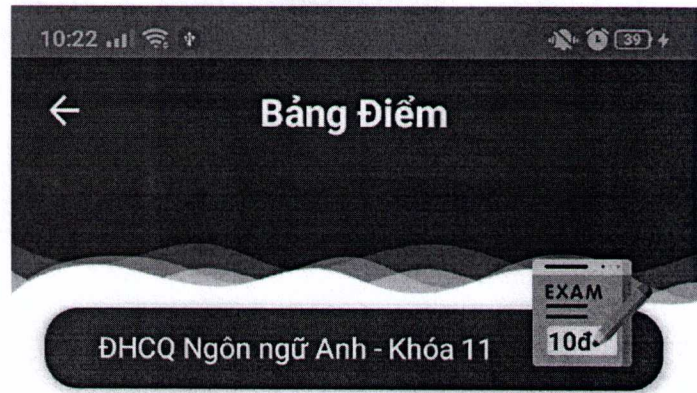 10:22
39
Bảng Điểm
EXAM
ĐHCQ Ngôn ngữ Anh - Khóa 11
10đ